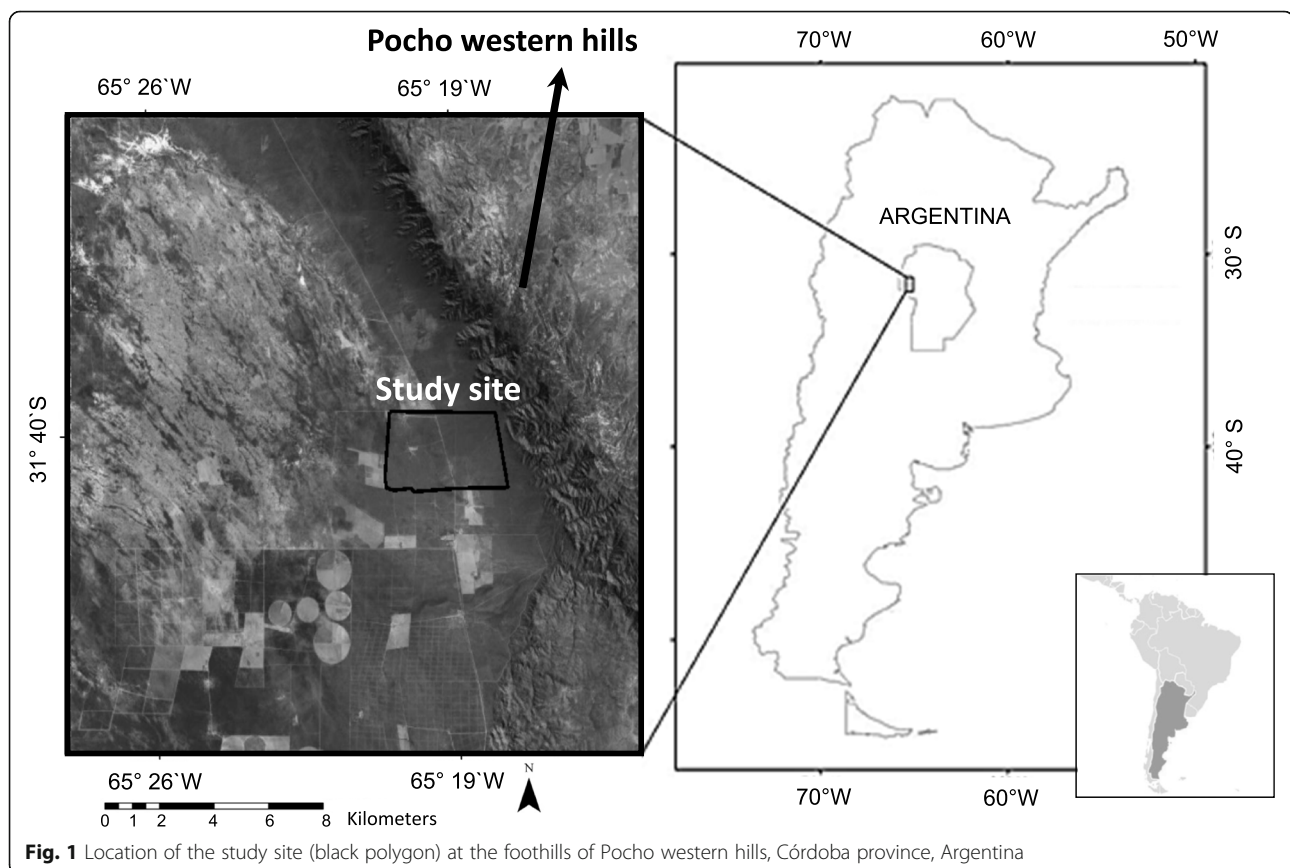 Pocho western hills
70°W 60°W 50°W
65° 26`W 65° 19`W
ARGENTINA
30° S
Study site
31° 40`S
40° S
65° 26`W 65° 19`W
N
70°W 60°W
0 1 2 4 6 8 Kilometers
Fig. 1 Location of the study site (black polygon) at the foothills of Pocho western hills, Córdoba province, Argentina